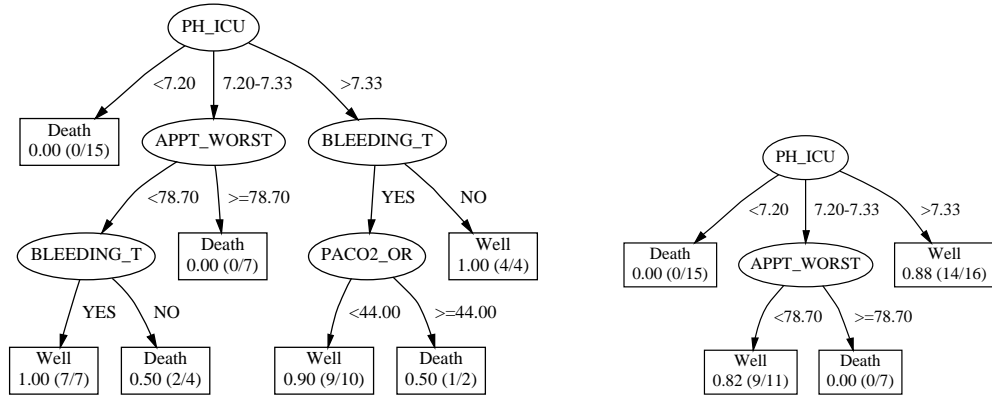 PH_ICU
<7.20
7.20-7.33
>7.33
Death
0.00 (0/15)
APPT_WORST
BLEEDING_T
<78.70
>=78.70
YES
NO
BLEEDING_T
Death
0.00 (0/7)
PACO2_OR
Well
1.00 (4/4)
YES
NO
<44.00
>=44.00
Well
1.00 (7/7)
Death
0.50 (2/4)
Well
0.90 (9/10)
Death
0.50 (1/2)
PH_ICU
<7.20
7.20-7.33
>7.33
Death
0.00 (0/15)
APPT_WORST
Well
0.88 (14/16)
<78.70
>=78.70
Well
0.82 (9/11)
Death
0.00 (0/7)